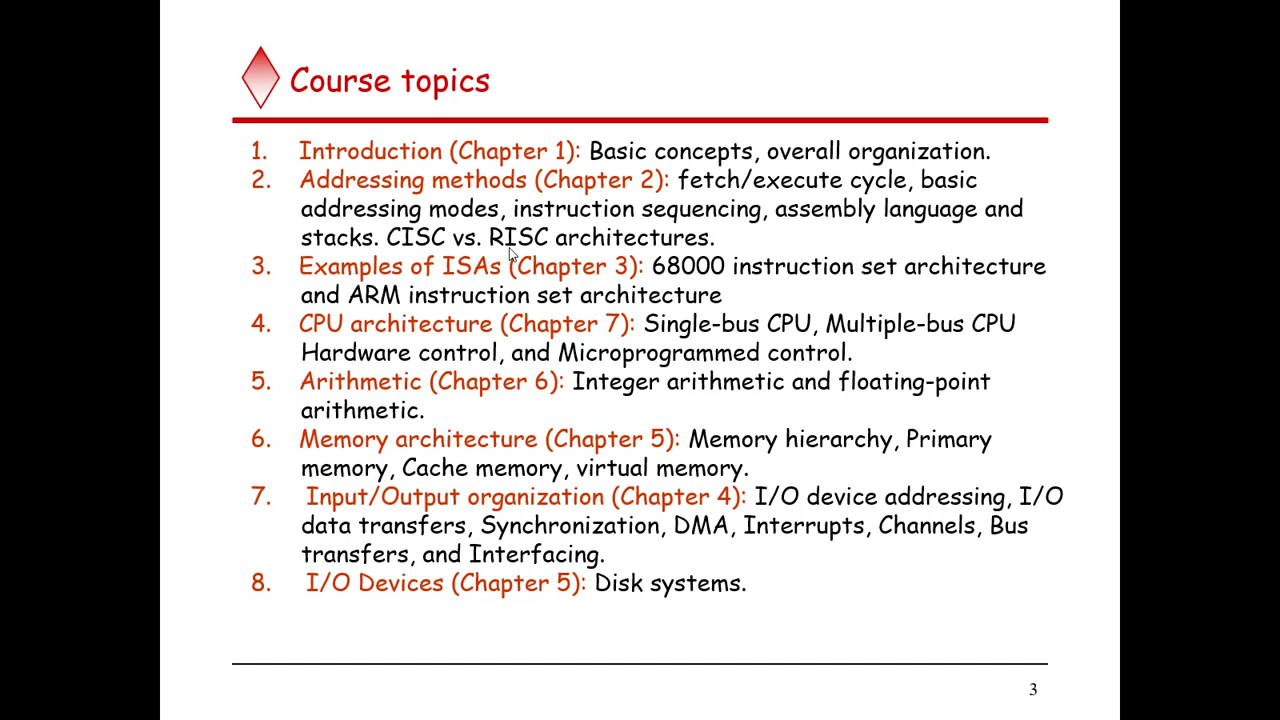 Course topics
1. Introduction (Chapter 1): Basic concepts, overall organization.
2. Addressing methods (Chapter 2): fetch/execute cycle, basic
addressing modes, instruction sequencing, assembly language and
stacks. CISC vs. RISC architectures.
3. Examples of ISAs (Chapter 3): 68000 instruction set architecture
and ARM instruction set architecture
4. CPU architecture (Chapter 7): Single-bus CPU, Multiple-bus CPU
Hardware control, and Microprogrammed control.
5. Arithmetic (Chapter 6): Integer arithmetic and floating-point
arithmetic.
6. Memory architecture (Chapter 5): Memory hierarchy, Primary
memory, Cache memory, virtual memory.
7. Input/Output organization (Chapter 4): I/O device addressing, I/O
data transfers, Synchronization, DMA, Interrupts, Channels, Bus
transfers, and Interfacing.
8. I/O Devices (Chapter 5): Disk systems.
3